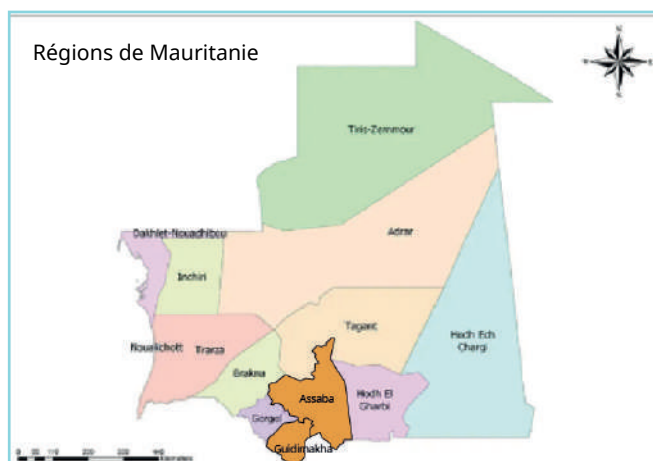 Régions de Mauritanie
Tiris-Zemmour
Adrar
Dakhlet-Nouadhibou
Inchiri
Tagant
Hodh Ech
Chargi
Nouakchott
Trarza
Brakna
Assaba
Hodh El
Gharbi
Gorgol
Guidimakha